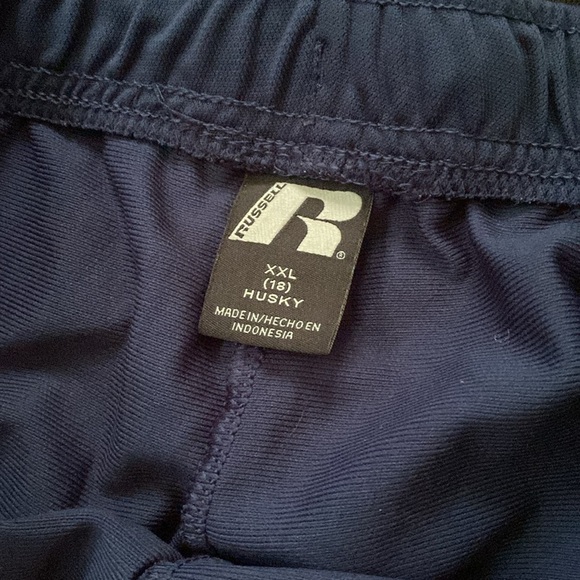 RUSSELL
R
®
XXL
(18)
HUSKY
MADE IN/HECHO EN
INDONESIA